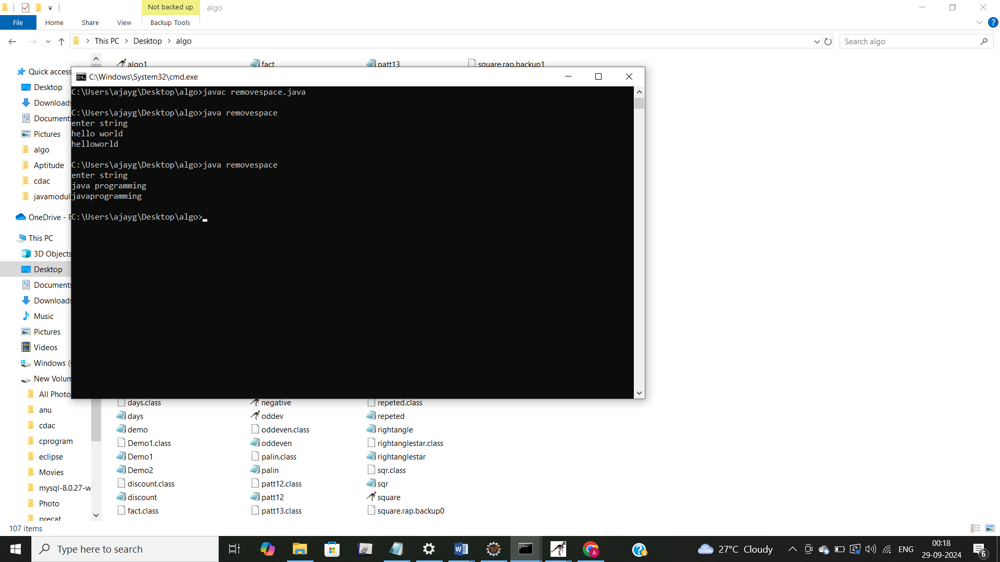 Not backed up
algo
File
Home
Share
View
Backup Tools
This PC
Desktop
algo
Search algo
Quick access
Desktop
Downloads
Documents
Pictures
algo
Aptitude
cdac
javamodul
OneDrive - P
This PC
3D Objects
Desktop
Documents
Downloads
Music
Pictures
Videos
Windows (
New Volum
All Photo
anu
cdac
cprogram
eclipse
Movies
mysql-8.0.27-w
Photo
precat
algo1
fact
patt13
square.rap.backup1
C:\Windows\System32\cmd.exe
C:\Users\ajayg\Desktop\algo>javac removespace.java
C:\Users\ajayg\Desktop\algo>java removespace
enter string
hello world
helloworld
C:\Users\ajayg\Desktop\algo>java removespace
enter string
java programming
javaprogramming
C:\Users\ajayg\Desktop\algo>
days.class
days
demo
Demo1.class
Demo1
Demo2
discount.class
discount
fact.class
negative
oddev
oddeven.class
oddeven
palin.class
palin
patt12.class
patt12
patt13.class
repeted.class
repeted
rightangle
rightanglestar.class
rightanglestar
sqr.class
sqr
square
square.rap.backup0
107 items
Type here to search
27°C Cloudy
ENG
00:18
29-09-2024
6